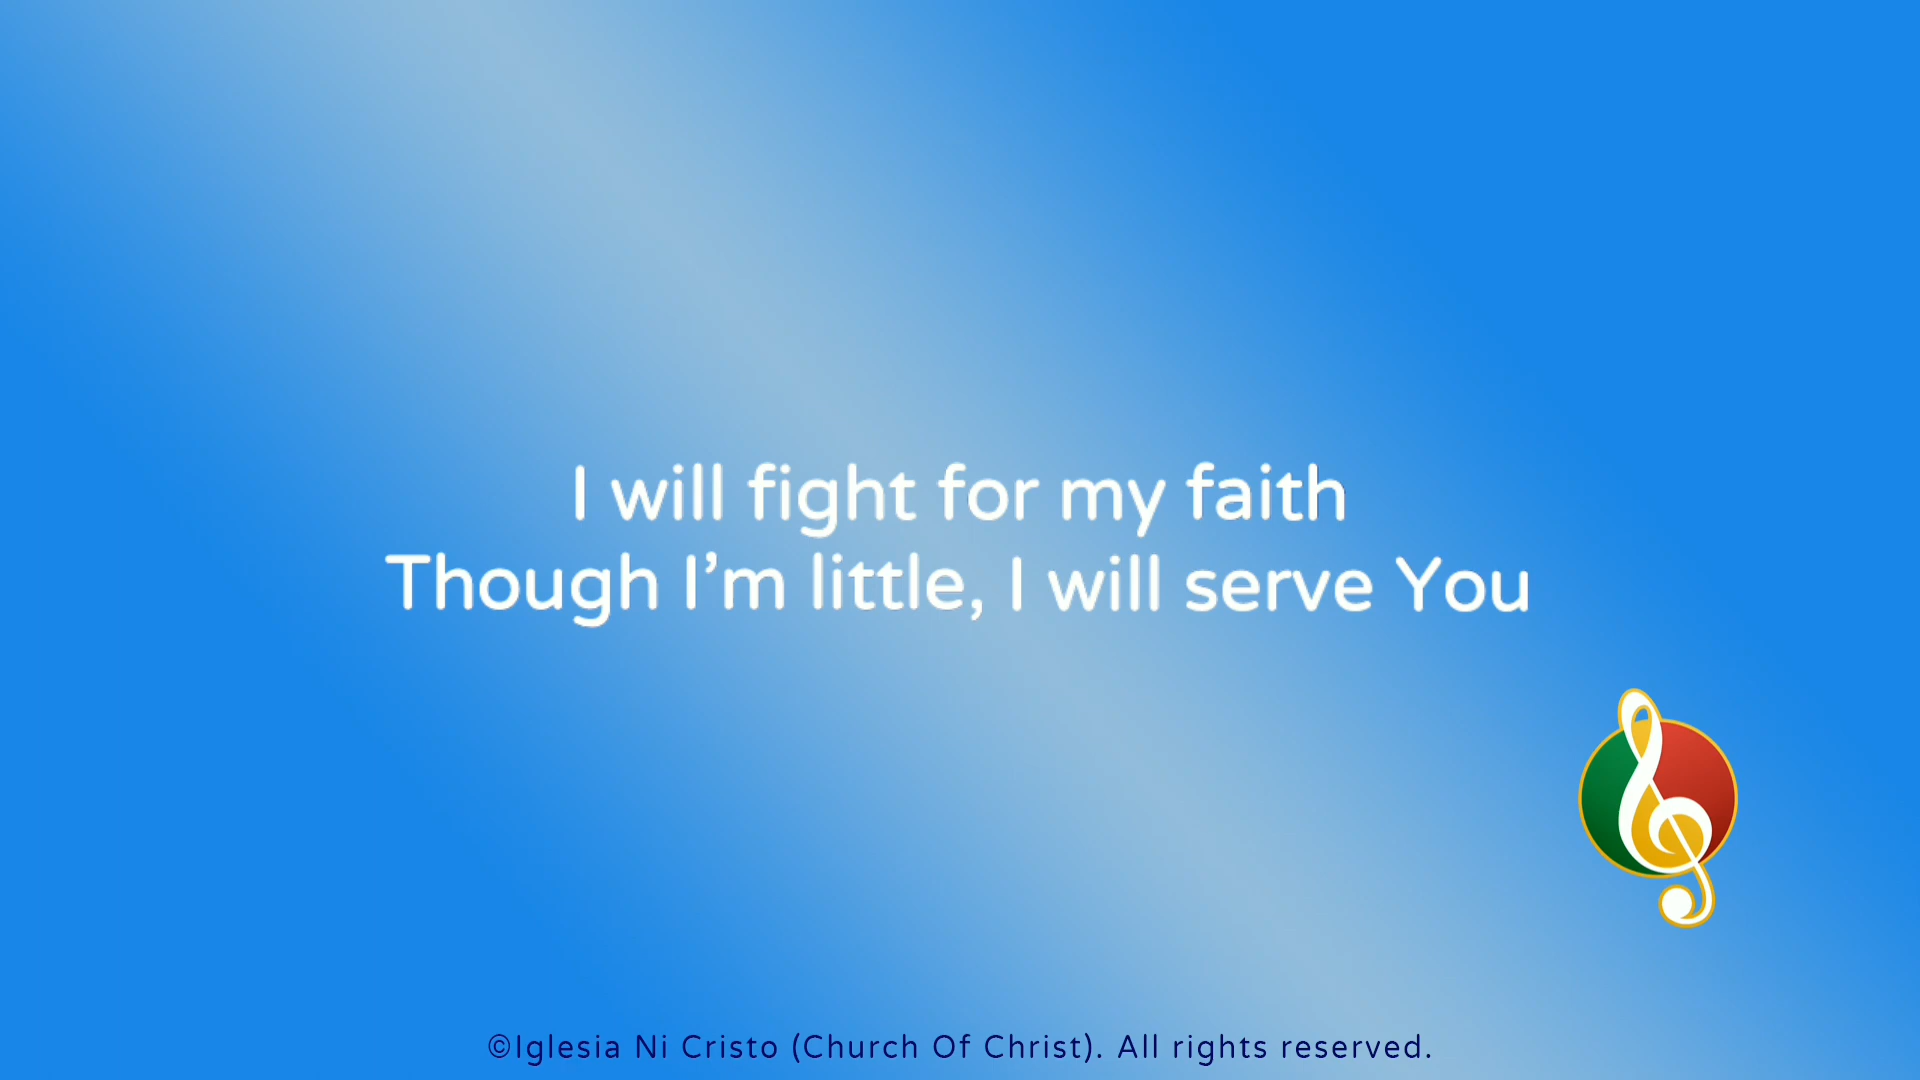 I will fight for my faith
Though I’m little, I will serve You
©Iglesia Ni Cristo (Church Of Christ). All rights reserved.